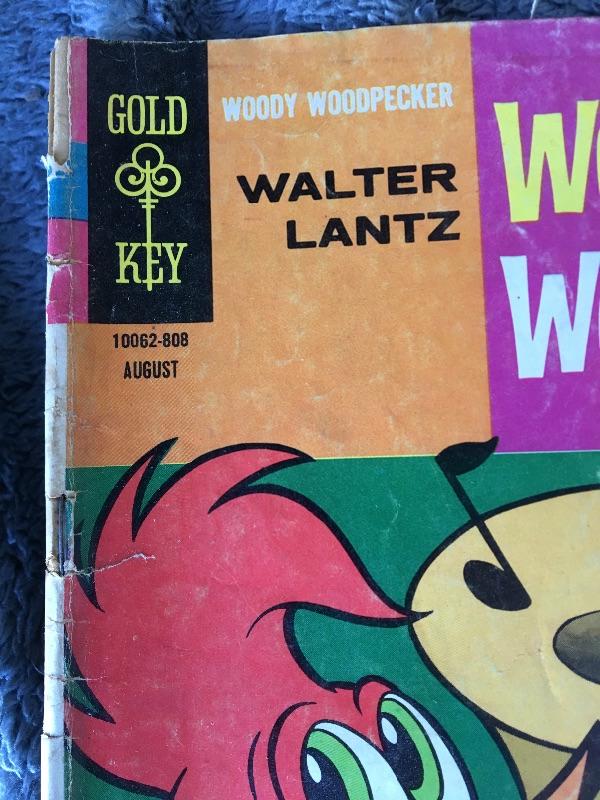 GOLD
KEY
WOODY WOODPECKER
WALTER
LANTZ
10062-808
AUGUST